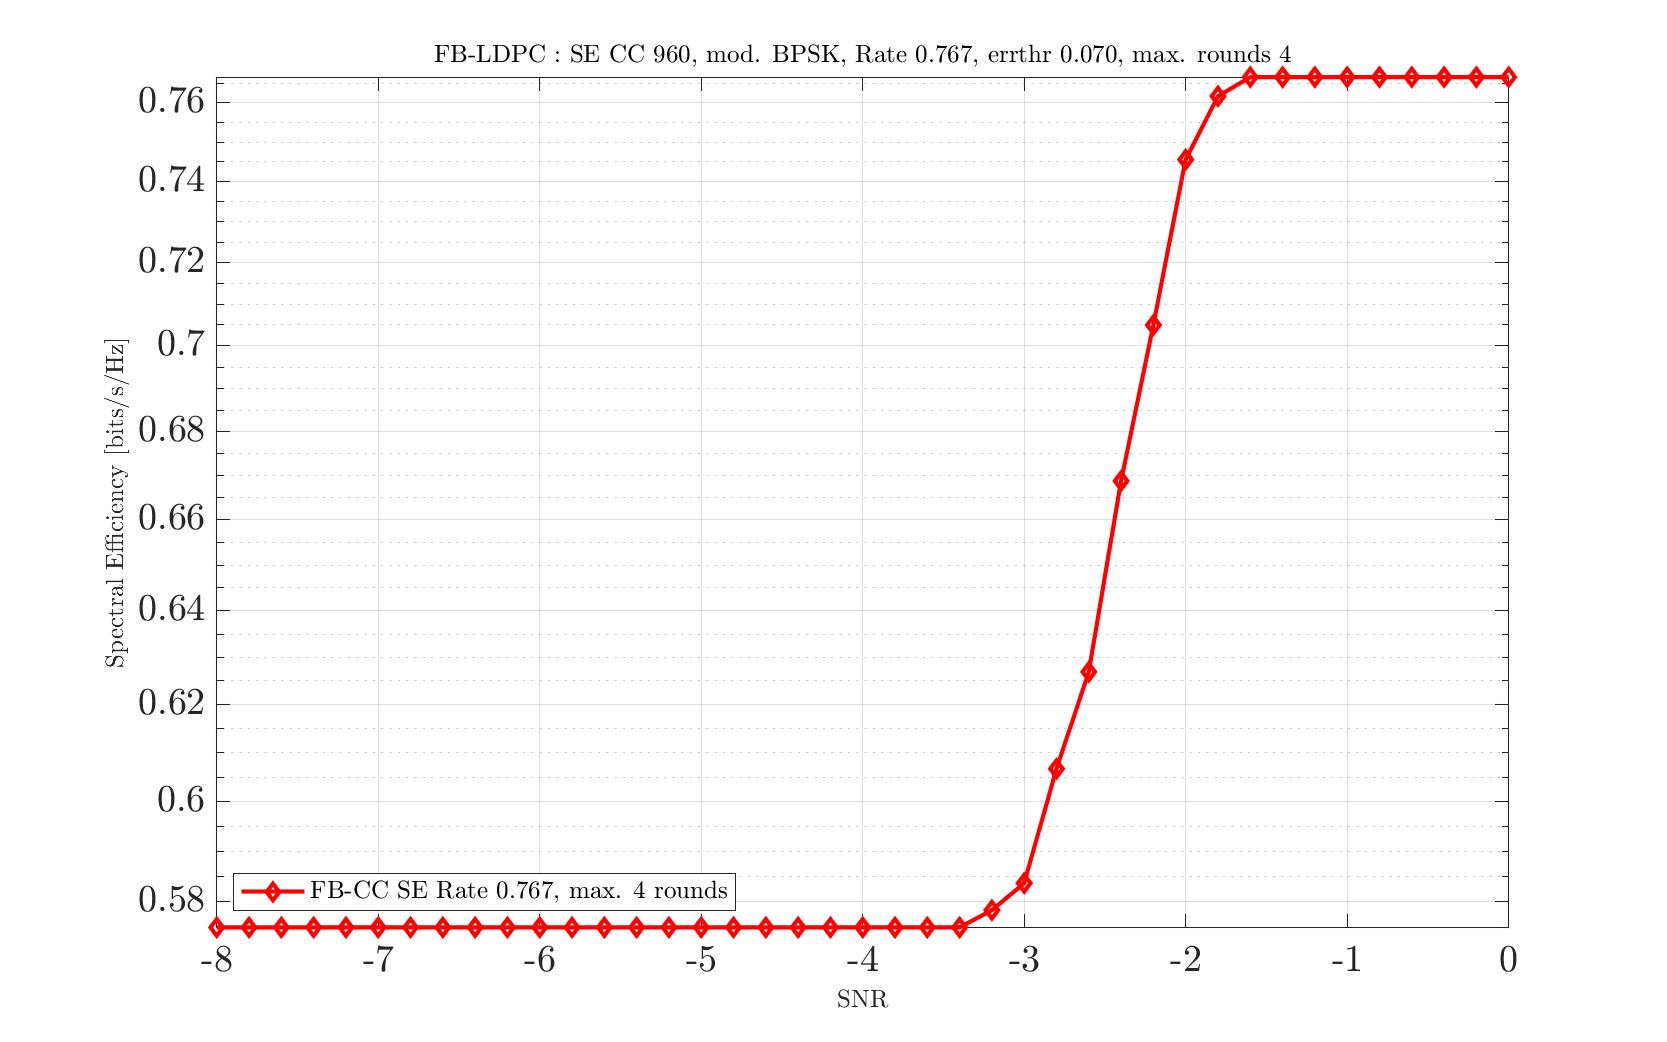 FB-LDPC : SE CC 960, mod. BPSK, Rate 0.767, errthr 0.070, max. rounds 4
0.76
0.74
0.72
0.7
0.68
0.66
0.64
0.62
0.6
0.58
Spectral Efficiency [bits/s/Hz]
FB-CC SE Rate 0.767, max. 4 rounds
-8 -7 -6 -5 -4 -3 -2 -1 0
SNR